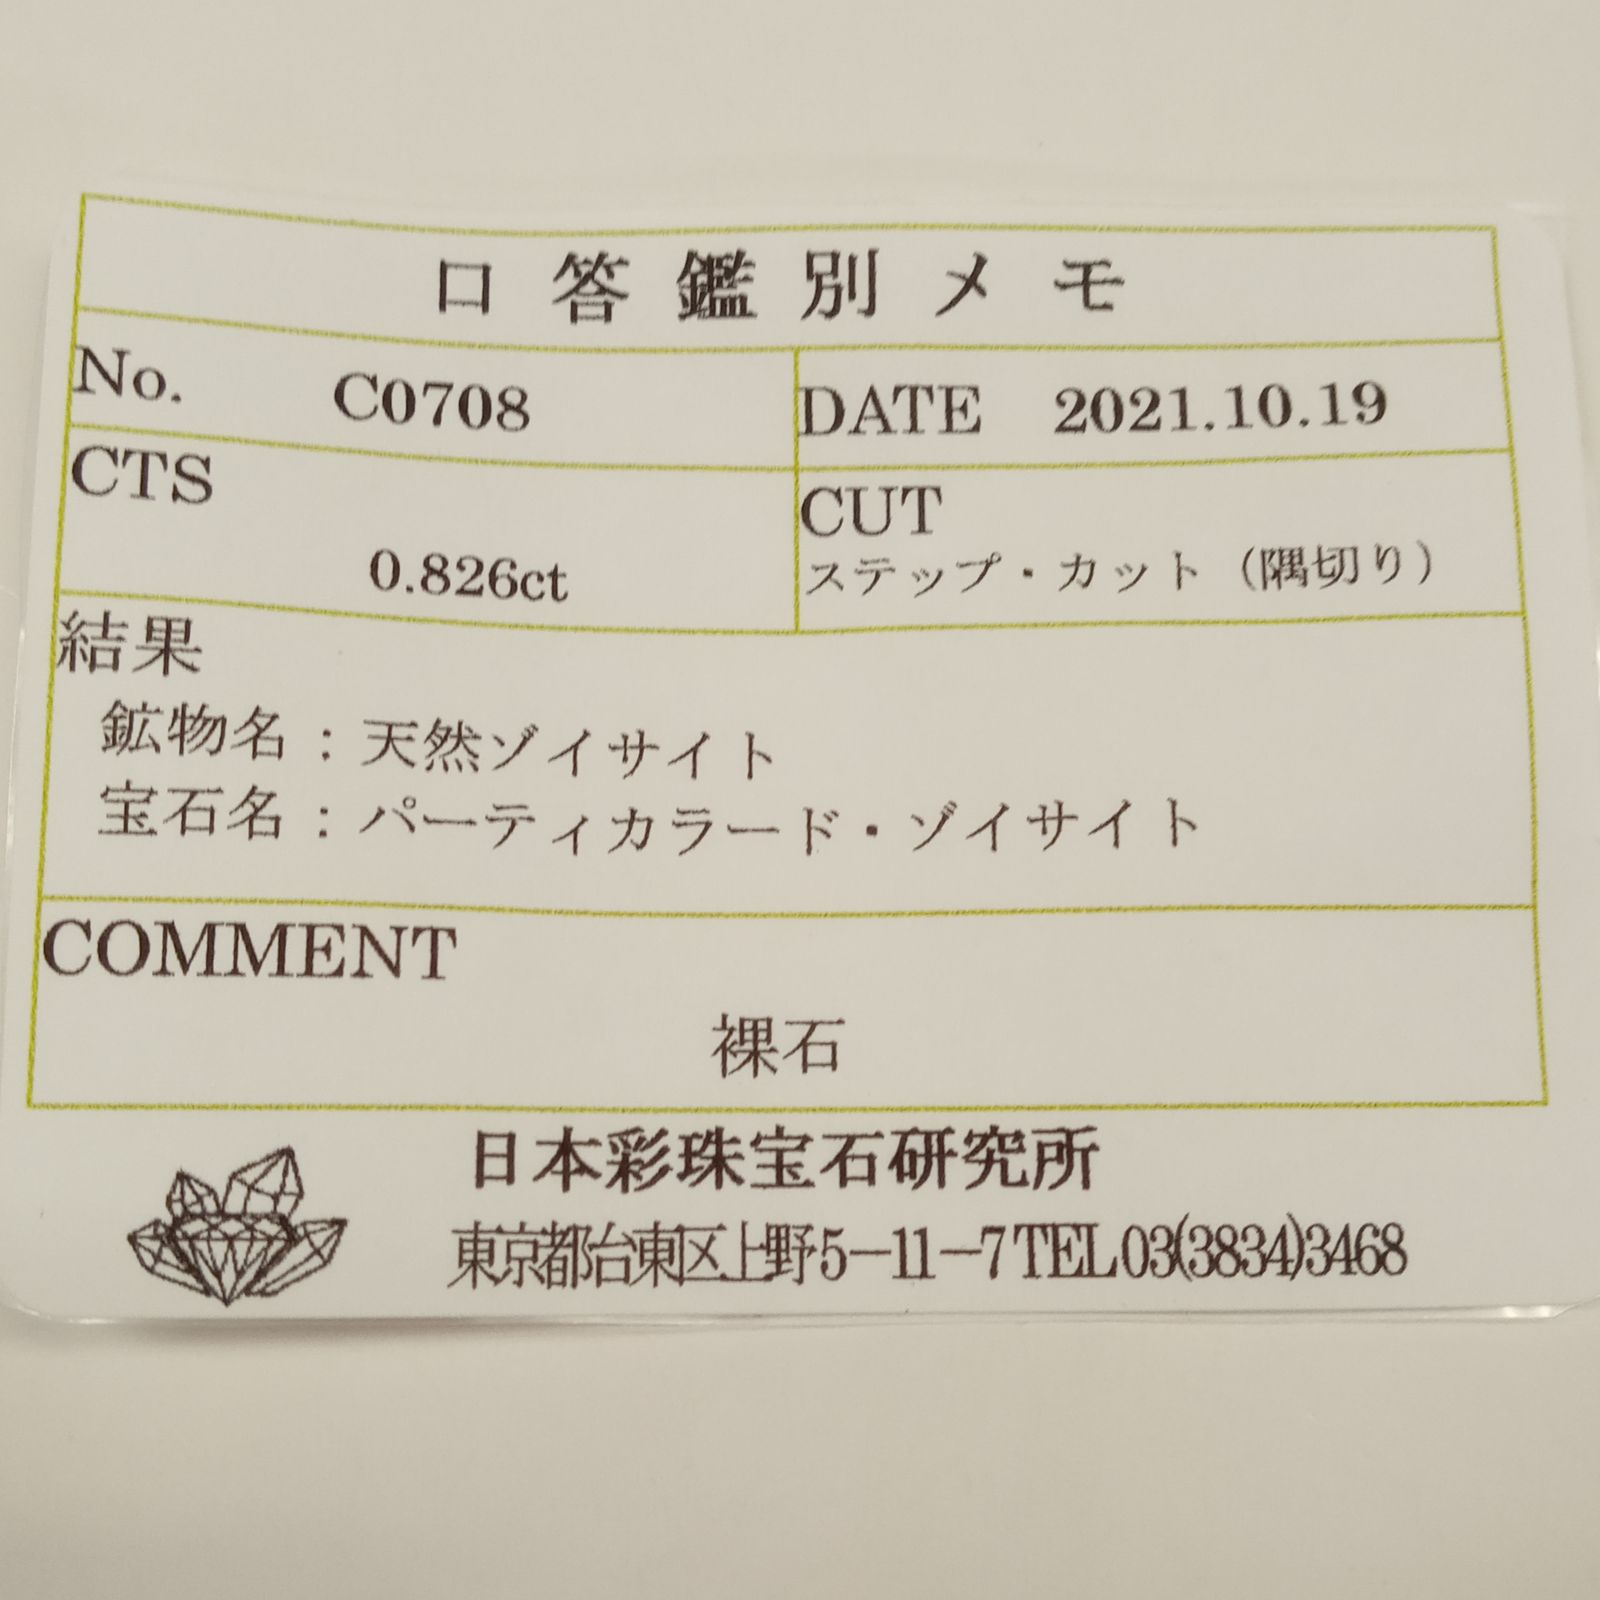 口答鑑別メモ
No. C0708 DATE 2021.10.19
CTS
0.826ct
CUT
ステップ・カット（隅切り）
結果
鉱物名：天然ゾイサイト
宝石名：パーティカラード・ゾイサイト
COMMENT
裸石
日本彩珠宝石研究所
東京都台東区上野5－11－7 TEL 03(3834)3468